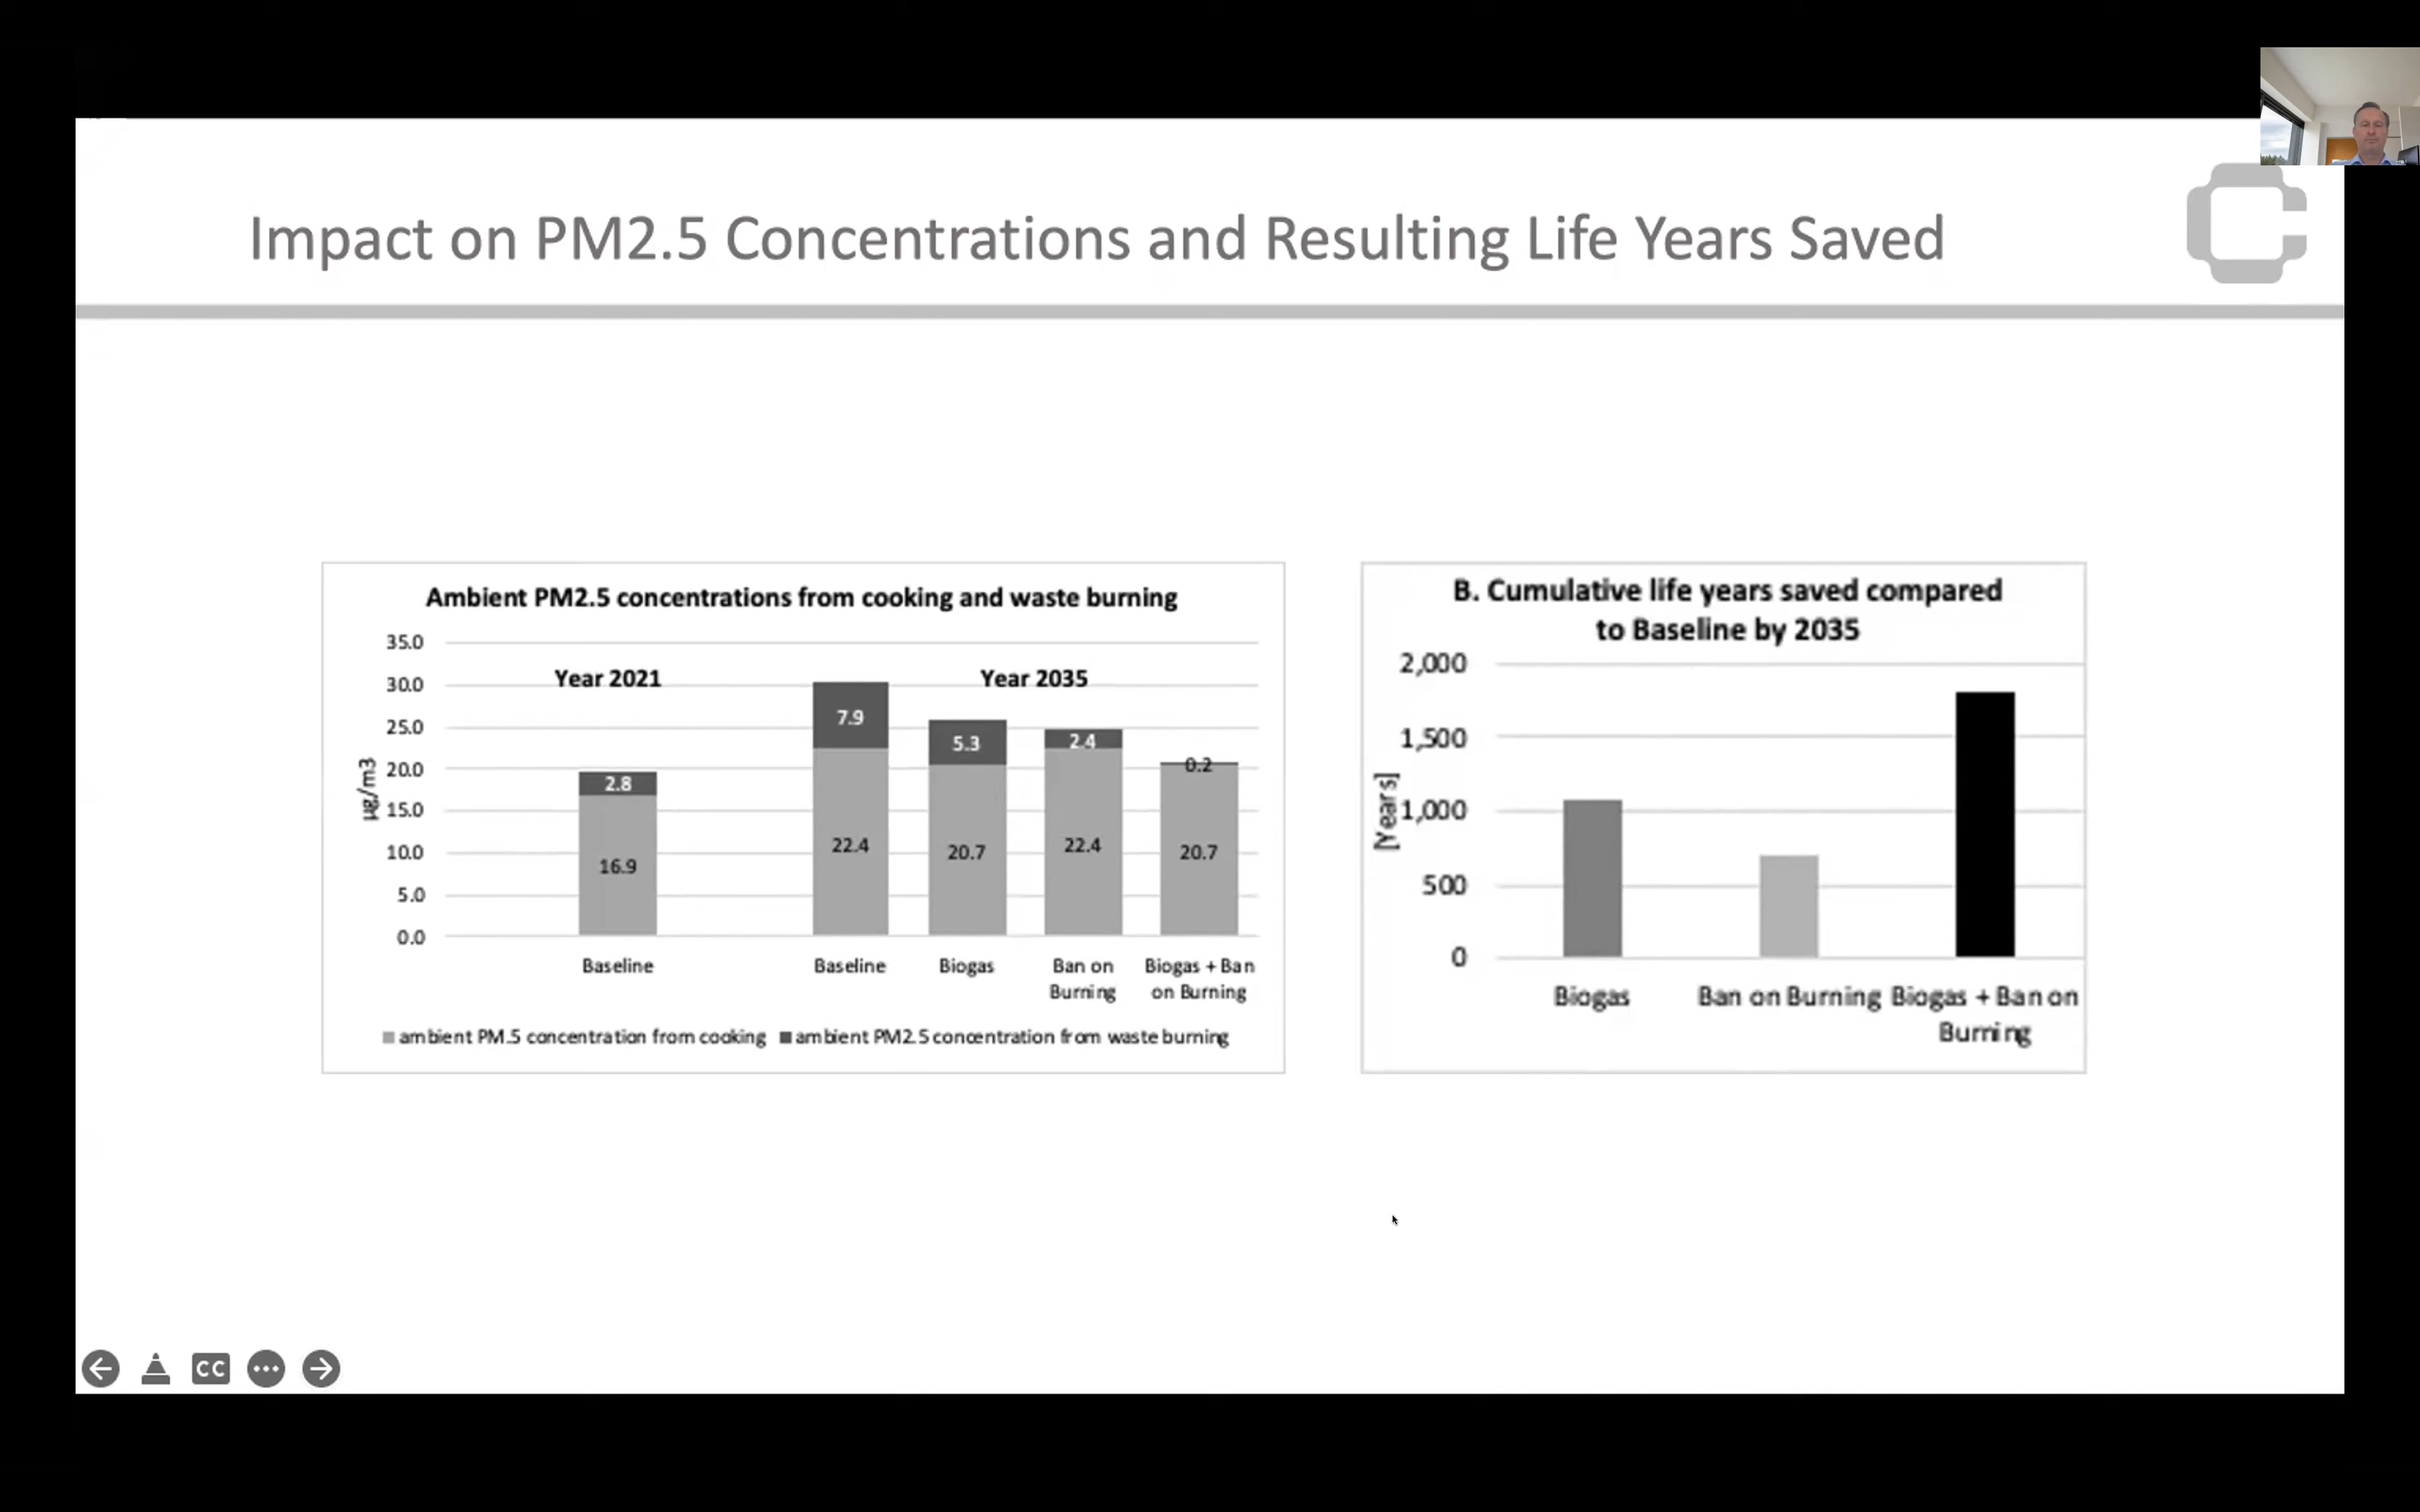 Impact on PM2.5 Concentrations and Resulting Life Years Saved
Ambient PM2.5 concentrations from cooking and waste burning
35.0
30.0
25.0
20.0
15.0
10.0
5.0
0.0
µg/m3
Year 2021
Year 2035
2.8
16.9
7.9
22.4
5.3
20.7
2.4
22.4
0.2
20.7
Baseline
Baseline
Biogas
Ban on
Burning
Biogas + Ban
on Burning
ambient PM.5 concentration from cooking
ambient PM2.5 concentration from waste burning
B. Cumulative life years saved compared
to Baseline by 2035
2,000
1,500
1,000
500
0
[Years]
Biogas
Ban on Burning
Biogas + Ban on
Burning
CC